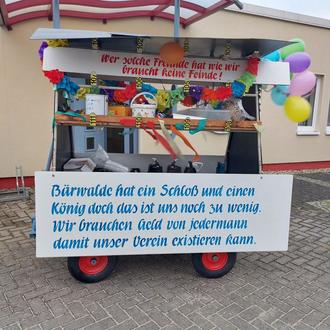 Wer solche Freunde hat wie wir
braucht keine Feinde!
Bärwalde hat ein Schloß und einen
König doch das ist uns noch zu wenig.
Wir brauchen Geld von jedermann
damit unser Verein existieren kann.